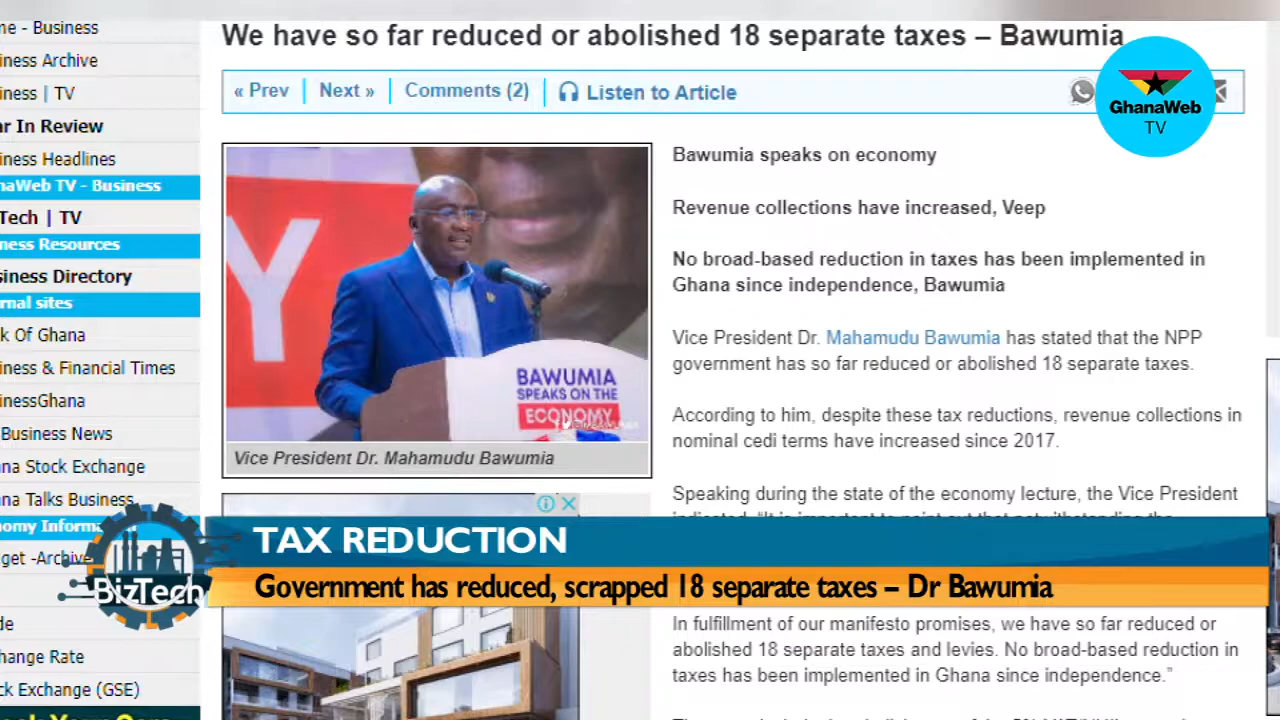 We have so far reduced or abolished 18 separate taxes – Bawumia
« Prev
Next »
Comments (2)
Listen to Article
GhanaWeb
TV
Business
iness Archive
iness | TV
In Review
iness Headlines
naWeb TV - Business
Tech | TV
ness Resources
siness Directory
rnal sites
k Of Ghana
iness & Financial Times
inessGhana
Business News
na Stock Exchange
na Talks Business
nomy Informa
get -Archive
de
hange Rate
ck Exchange (GSE)
Y
BAWUMIA
SPEAKS ON THE
ECONOMY
Vice President Dr. Mahamudu Bawumia
Bawumia speaks on economy
Revenue collections have increased, Veep
No broad-based reduction in taxes has been implemented in
Ghana since independence, Bawumia
Vice President Dr. Mahamudu Bawumia has stated that the NPP
government has so far reduced or abolished 18 separate taxes.
According to him, despite these tax reductions, revenue collections in
nominal cedi terms have increased since 2017.
Speaking during the state of the economy lecture, the Vice President
BizTech
TAX REDUCTION
Government has reduced, scrapped 18 separate taxes – Dr Bawumia
In fulfillment of our manifesto promises, we have so far reduced or
abolished 18 separate taxes and levies. No broad-based reduction in
taxes has been implemented in Ghana since independence.”